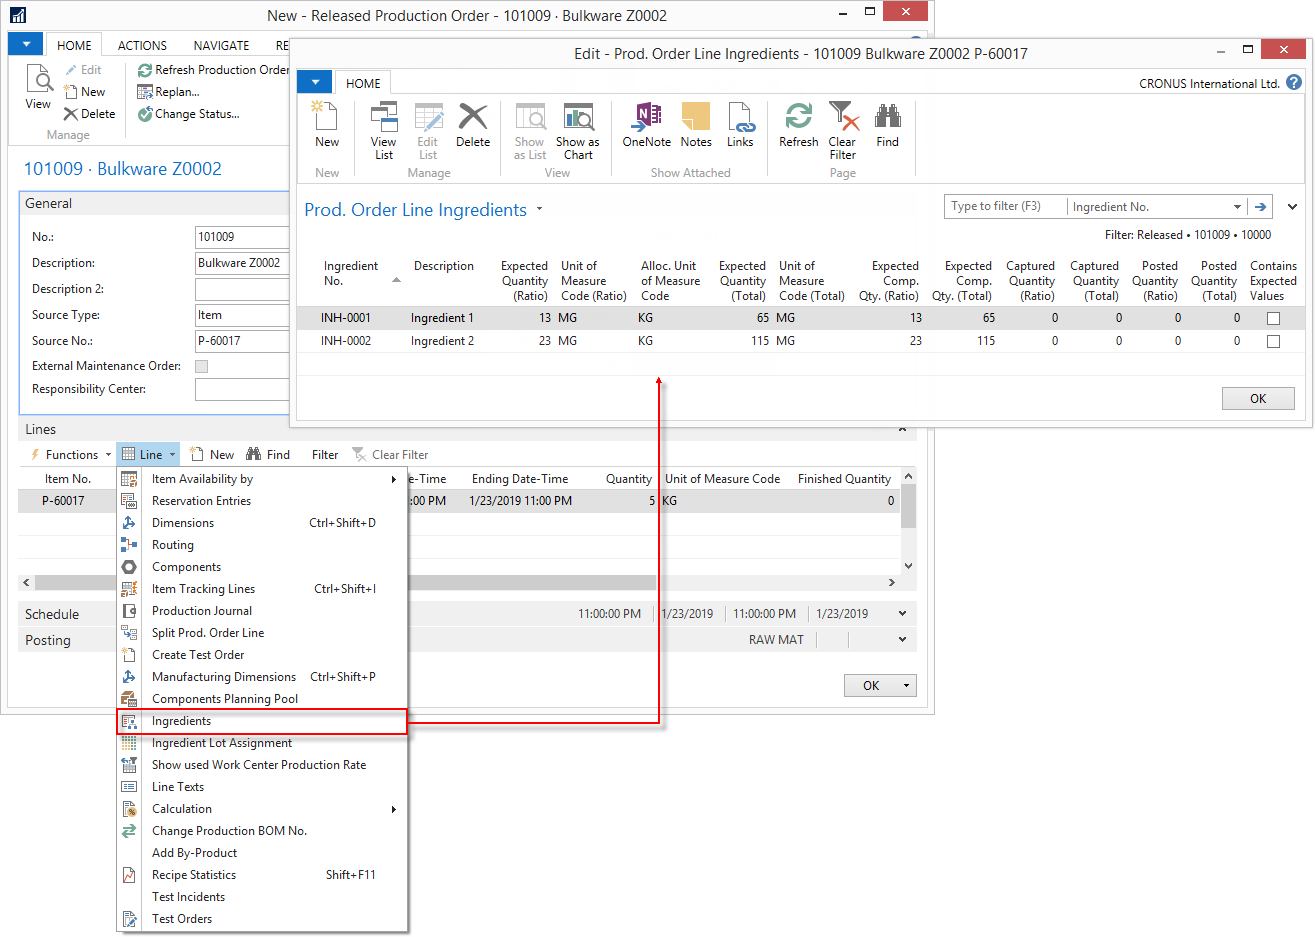 New - Released Production Order - 101009 · Bulkware Z0002
HOME
ACTIONS
NAVIGATE
RE
View
Edit
New
Delete
Manage
Refresh Production Order
Replan...
Change Status...
101009 · Bulkware Z0002
General
No.:
101009
Description:
Bulkware Z0002
Description 2:
Source Type:
Item
Source No.:
P-60017
External Maintenance Order:
Responsibility Center:
Edit - Prod. Order Line Ingredients - 101009 Bulkware Z0002 P-60017
HOME
CRONUS International Ltd.
New
View List
Edit List
Delete
Show as List
Show as Chart
OneNote
Notes
Links
Refresh
Clear Filter
Find
New
Manage
View
Show Attached
Page
Prod. Order Line Ingredients
Type to filter (F3)
Ingredient No.
Filter: Released • 101009 • 10000
Ingredient No.
Description
Expected Quantity (Ratio)
Unit of Measure Code (Ratio)
Alloc. Unit of Measure Code
Expected Quantity (Total)
Unit of Measure Code (Total)
Expected Comp. Qty. (Ratio)
Expected Comp. Qty. (Total)
Captured Quantity (Ratio)
Captured Quantity (Total)
Posted Quantity (Ratio)
Posted Quantity (Total)
Contains Expected Values
INH-0001 Ingredient 1 13 MG KG 65 MG 13 65 0 0 0 0
INH-0002 Ingredient 2 23 MG KG 115 MG 23 115 0 0 0 0
OK
Lines
Functions
Line
New
Find
Filter
Clear Filter
Item No.
e-Time
Ending Date-Time
Quantity
Unit of Measure Code
Finished Quantity
P-60017
:00 PM
1/23/2019 11:00 PM
5
KG
0
Item Availability by
Reservation Entries
Dimensions Ctrl+Shift+D
Routing
Components
Item Tracking Lines Ctrl+Shift+I
Production Journal
Split Prod. Order Line
Create Test Order
Manufacturing Dimensions Ctrl+Shift+P
Components Planning Pool
Ingredients
Ingredient Lot Assignment
Show used Work Center Production Rate
Line Texts
Calculation
Change Production BOM No.
Add By-Product
Recipe Statistics Shift+F11
Test Incidents
Test Orders
Schedule
11:00:00 PM
1/23/2019
11:00:00 PM
1/23/2019
Posting
RAW MAT
OK